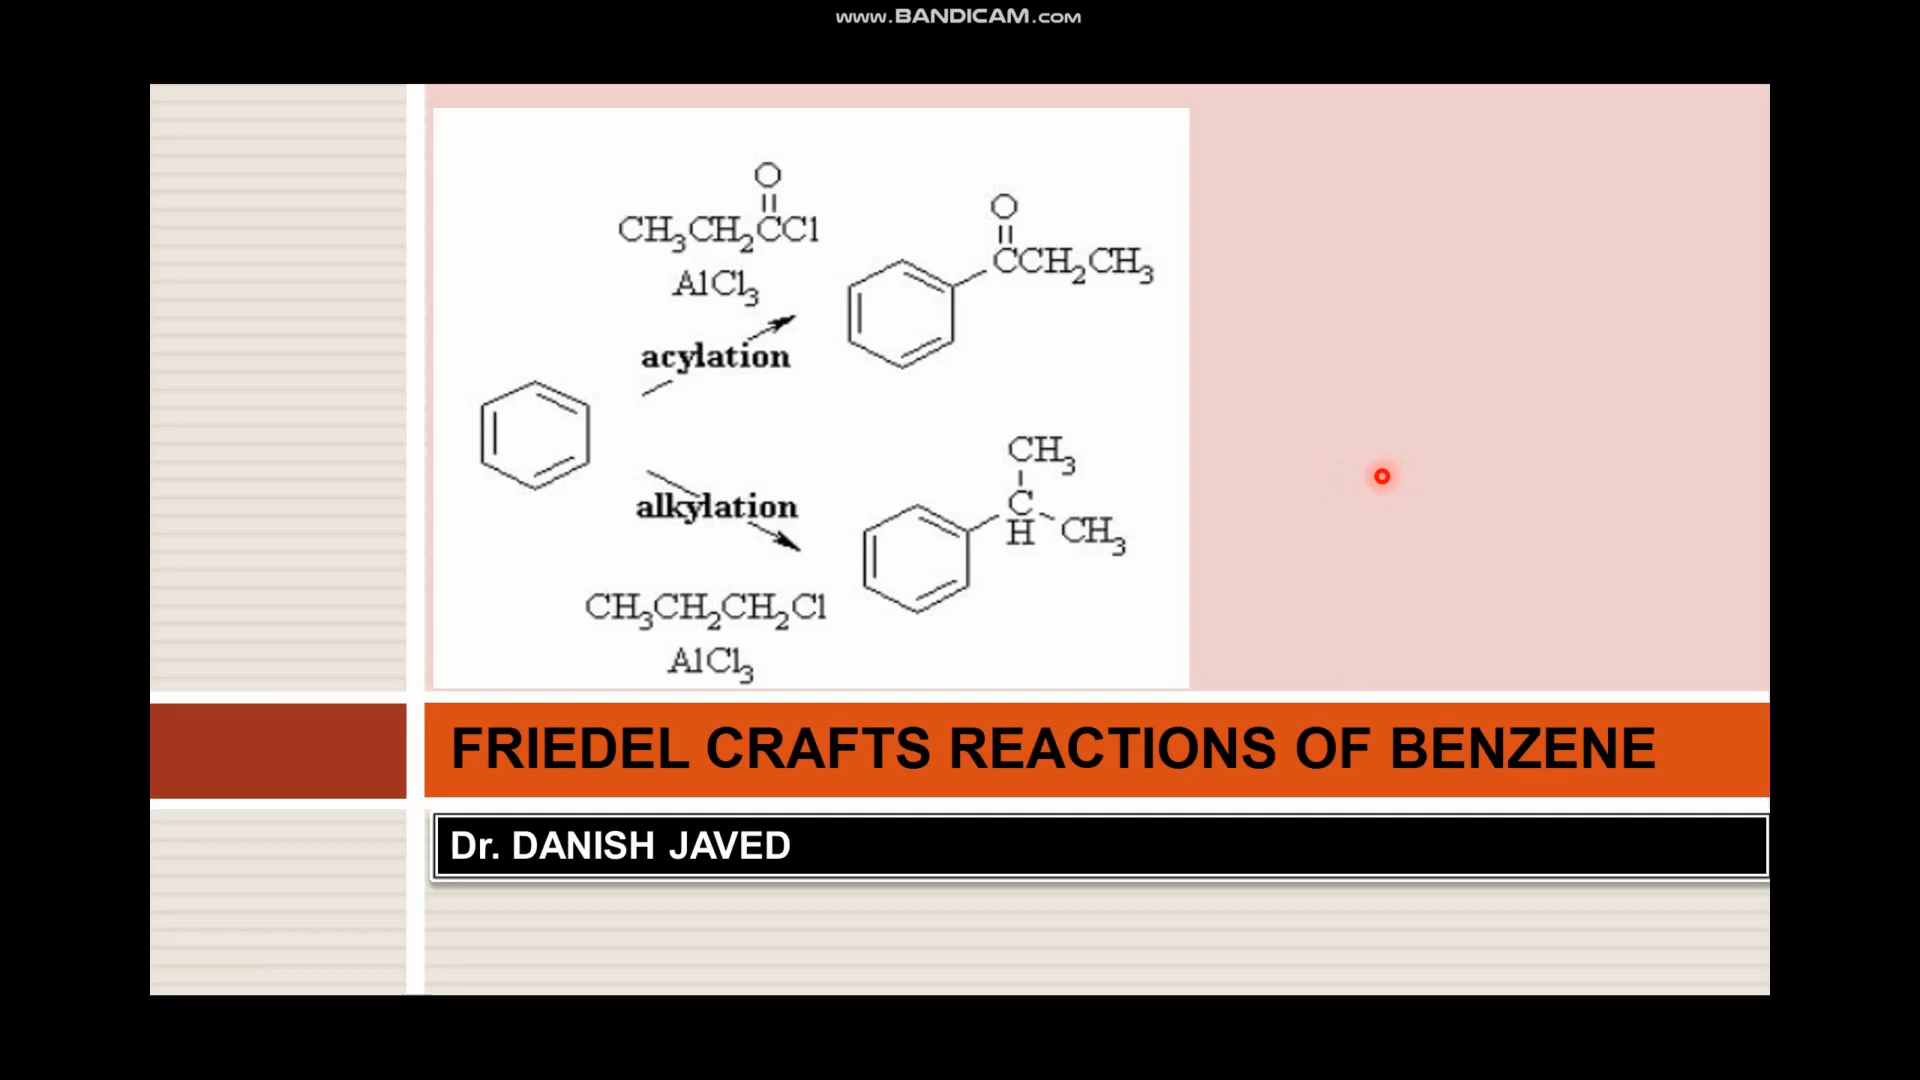 www.BANDICAM.com
O
CH3CH2CCl
AlCl3
acylation
O
CCH2CH3
alkylation
CH3CH2CH2Cl
AlCl3
CH3
C
H
CH3
FRIEDEL CRAFTS REACTIONS OF BENZENE
Dr. DANISH JAVED